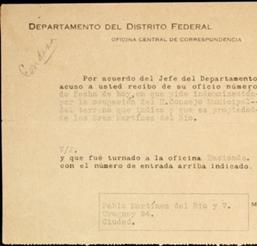 DEPARTAMENTO DEL DISTRITO FEDERAL
OFICINA CENTRAL DE CORRESPONDENCIA
Por acuerdo del Jefe del Departamento
acuso a usted recibo de su oficio número
de fecha de hoy, en que pide indemnización
por la ocupación del H. Consejo Municipal
del terreno que indica y que es propiedad
de los Sres Martínez del Río.
V/Z.
y que fué turnado a la oficina Hacienda.
con el número de entrada arriba indicado.
Pablo Martínez del Río y V.
Uruguay 94.
Ciudad.
M